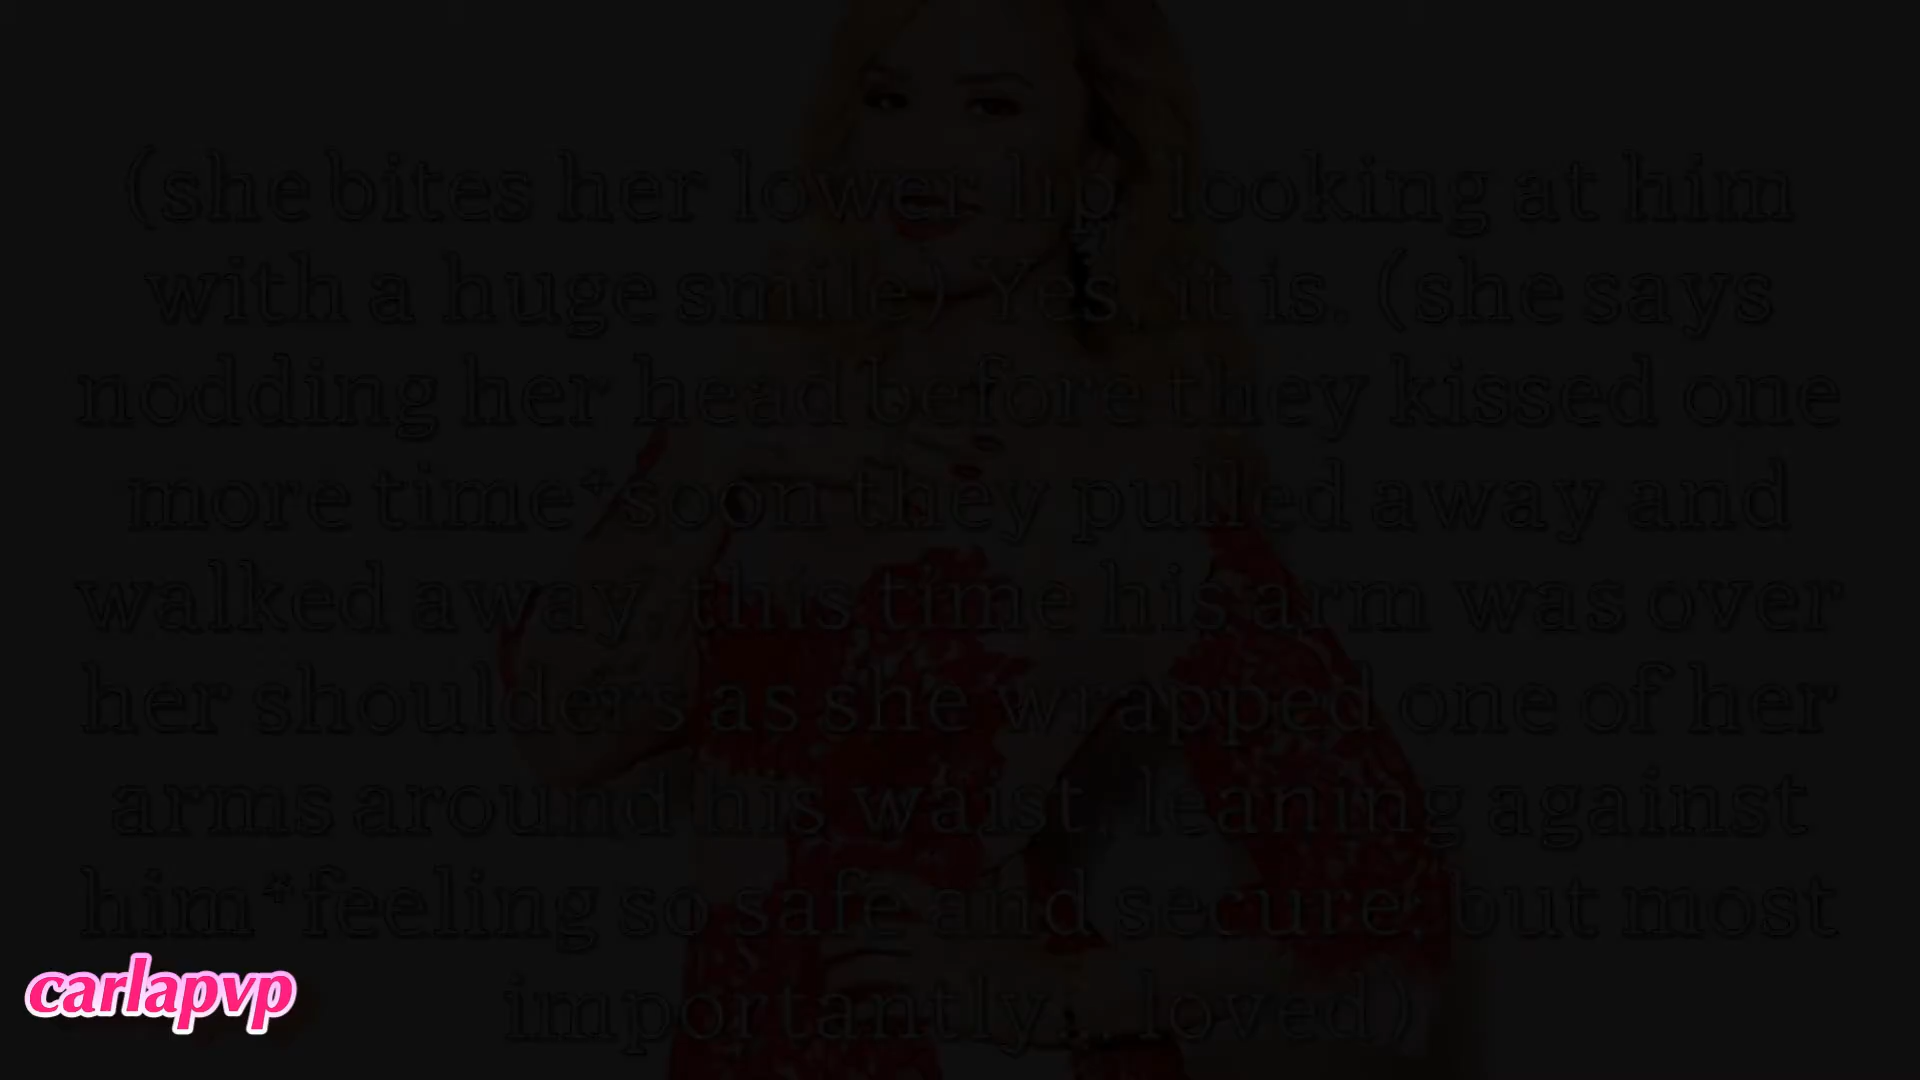 (she bites her lower lip, looking at him
with a huge smile) Yes, it is. (she says
nodding her head before they kissed one
more time*soon they pulled away and
walked away, this time his arm was over
her shoulders as she wrapped one of her
arms around his waist, leaning against
him*feeling so safe and secure; but most
importantly... loved)
carlapvp